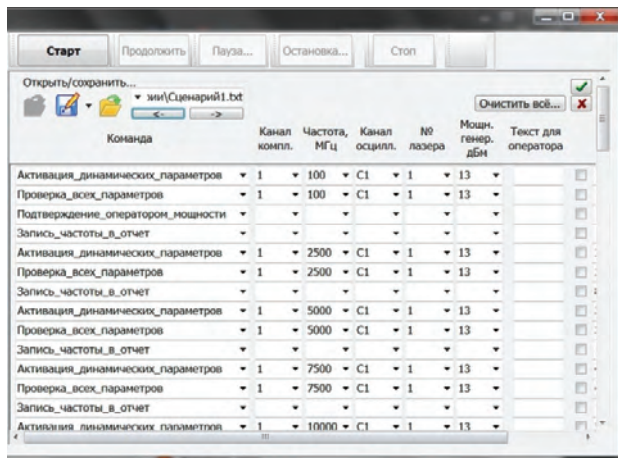 Старт Продолжить Пауза... Остановка... Стоп
Открыть/сохранить...
рии\Сценарий1.txt
<- -> Очистить всё...
Команда Канал компл. Частота, МГц Канал осцилл. № лазера Мощн. генер. дБм Текст для оператора
Активация_динамических_параметров 1 100 C1 1 13
Проверка_всех_параметров 1 100 C1 1 13
Подтверждение_оператором_мощности
Запись_частоты_в_отчет
Активация_динамических_параметров 1 2500 C1 1 13
Проверка_всех_параметров 1 2500 C1 1 13
Запись_частоты_в_отчет
Активация_динамических_параметров 1 5000 C1 1 13
Проверка_всех_параметров 1 5000 C1 1 13
Запись_частоты_в_отчет
Активация_динамических_параметров 1 7500 C1 1 13
Проверка_всех_параметров 1 7500 C1 1 13
Запись_частоты_в_отчет
Активация_динамических_параметров 1 10000 C1 1 13